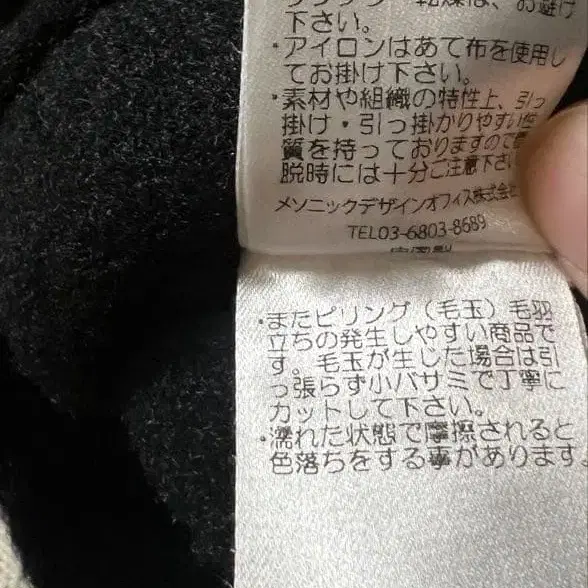 下さい。
・アイロンはあて布を使用し
てお掛け下さい。
・素材や組織の特性上、引っ
掛け・引っ掛かりやすい性
質を持っておりますので
脱時には十分ご注意下さい
メソニックデザインオフィス株式会社
TEL03-6803-8689
・またピリング（毛玉）毛羽
立ちの発生しやすい商品で
す。毛玉が生じた場合は引
っ張らず小バサミで丁寧に
カットして下さい。
・濡れた状態で摩擦されると
色落ちをする事があります